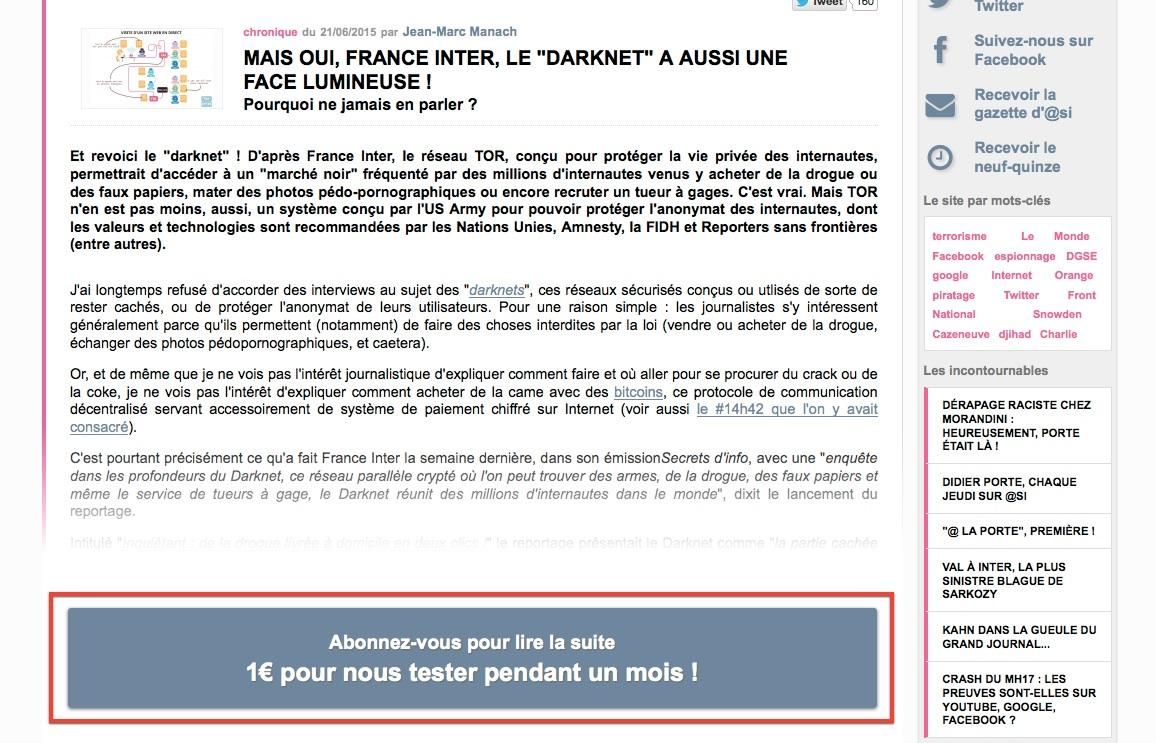 Tweet
160
chronique du 21/06/2015 par Jean-Marc Manach
MAIS OUI, FRANCE INTER, LE "DARKNET" A AUSSI UNE
FACE LUMINEUSE !
Pourquoi ne jamais en parler ?
Et revoici le "darknet" ! D'après France Inter, le réseau TOR, conçu pour protéger la vie privée des internautes,
permettrait d'accéder à un "marché noir" fréquenté par des millions d'internautes venus y acheter de la drogue ou
des faux papiers, mater des photos pédo-pornographiques ou encore recruter un tueur à gages. C'est vrai. Mais TOR
n'en est pas moins, aussi, un système conçu par l'US Army pour pouvoir protéger l'anonymat des internautes, dont
les valeurs et technologies sont recommandées par les Nations Unies, Amnesty, la FIDH et Reporters sans frontières
(entre autres).
J'ai longtemps refusé d'accorder des interviews au sujet des "darknets", ces réseaux sécurisés conçus ou utlisés de sorte de
rester cachés, ou de protéger l'anonymat de leurs utilisateurs. Pour une raison simple : les journalistes s'y intéressent
généralement parce qu'ils permettent (notamment) de faire des choses interdites par la loi (vendre ou acheter de la drogue,
échanger des photos pédopornographiques, et caetera).
Or, et de même que je ne vois pas l'intérêt journalistique d'expliquer comment faire et où aller pour se procurer du crack ou de
la coke, je ne vois pas l'intérêt d'expliquer comment acheter de la came avec des bitcoins, ce protocole de communication
décentralisé servant accessoirement de système de paiement chiffré sur Internet (voir aussi le #14h42 que l'on y avait
consacré).
C'est pourtant précisément ce qu'a fait France Inter la semaine dernière, dans son émissionSecrets d'info, avec une "enquête
dans les profondeurs du Darknet, ce réseau parallèle crypté où l'on peut trouver des armes, de la drogue, des faux papiers et
même le service de tueurs à gage, le Darknet réunit des millions d'internautes dans le monde", dixit le lancement du
reportage.
Intitulé "Inquiétant : de la drogue livrée à domicile en deux clics !" le reportage présentait le Darknet comme "la partie cachée
Abonnez-vous pour lire la suite
1€ pour nous tester pendant un mois !
Twitter
Suivez-nous sur
Facebook
Recevoir la
gazette d'@si
Recevoir le
neuf-quinze
Le site par mots-clés
terrorisme Le Monde
Facebook espionnage DGSE
google Internet Orange
piratage Twitter Front
National Snowden
Cazeneuve djihad Charlie
Les incontournables
DÉRAPAGE RACISTE CHEZ
MORANDINI :
HEUREUSEMENT, PORTE
ÉTAIT LÀ !
DIDIER PORTE, CHAQUE
JEUDI SUR @SI
"@ LA PORTE", PREMIÈRE !
VAL À INTER, LA PLUS
SINISTRE BLAGUE DE
SARKOZY
KAHN DANS LA GUEULE DU
GRAND JOURNAL...
CRASH DU MH17 : LES
PREUVES SONT-ELLES SUR
YOUTUBE, GOOGLE,
FACEBOOK ?